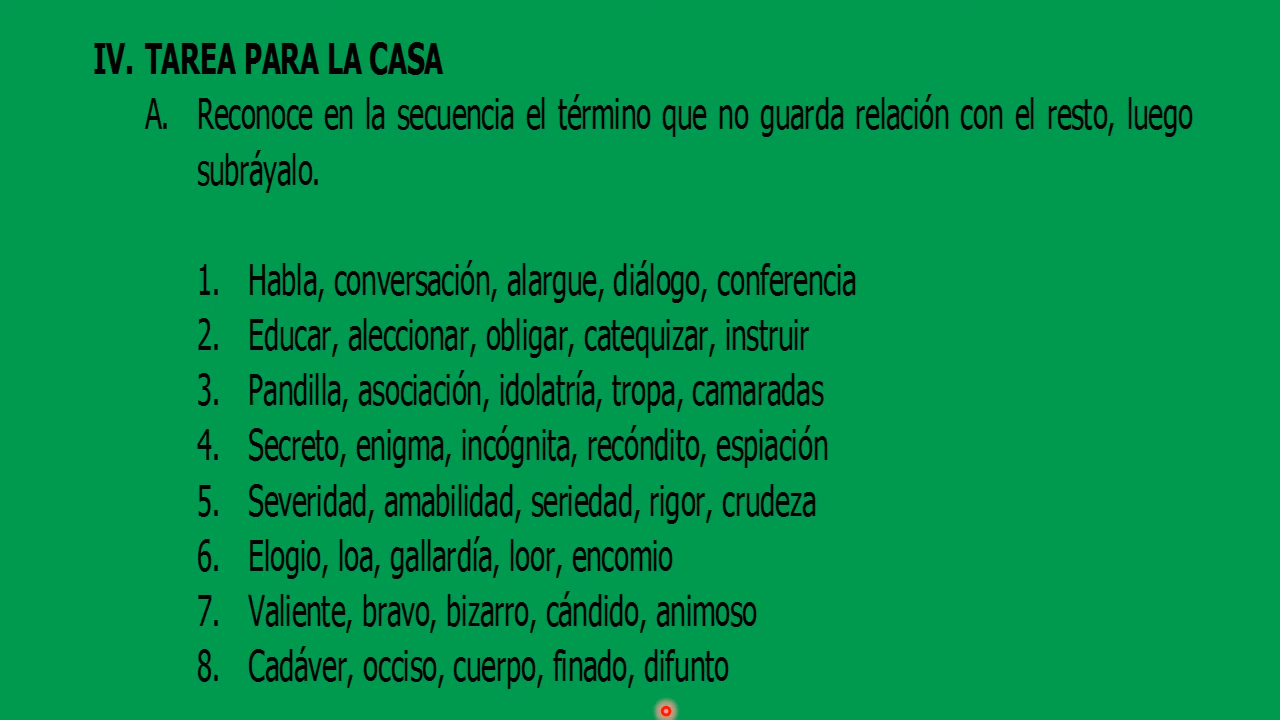 IV. TAREA PARA LA CASA
A. Reconoce en la secuencia el término que no guarda relación con el resto, luego
subráyalo.
1. Habla, conversación, alargue, diálogo, conferencia
2. Educar, aleccionar, obligar, catequizar, instruir
3. Pandilla, asociación, idolatría, tropa, camaradas
4. Secreto, enigma, incógnita, recóndito, espiación
5. Severidad, amabilidad, seriedad, rigor, crudeza
6. Elogio, loa, gallardía, loor, encomio
7. Valiente, bravo, bizarro, cándido, animoso
8. Cadáver, occiso, cuerpo, finado, difunto